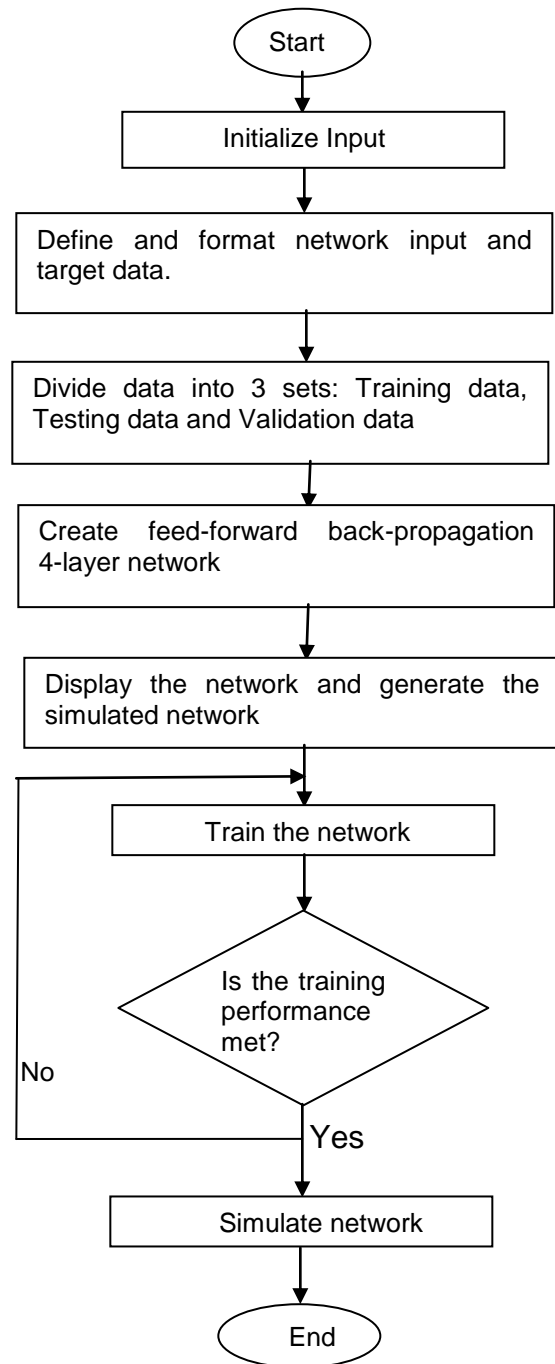 Start
Initialize Input
Define and format network input and
target data.
Divide data into 3 sets: Training data,
Testing data and Validation data
Create feed-forward back-propagation
4-layer network
Display the network and generate the
simulated network
Train the network
Is the training
performance
met?
No
Yes
Simulate network
End